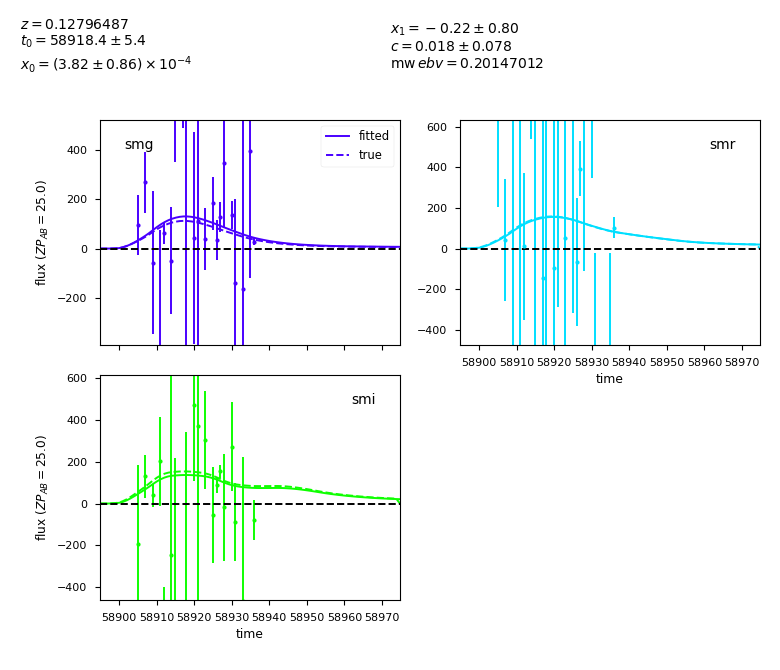 z = 0.12796487
t₀ = 58918.4 ± 5.4
x₀ = (3.82 ± 0.86) × 10⁻⁴
x₁ = −0.22 ± 0.80
c = 0.018 ± 0.078
mw ebv = 0.20147012
smg
fitted
true
400
200
0
−200
flux (ZP_AB = 25.0)
smr
600
400
200
0
−200
−400
58900 58910 58920 58930 58940 58950 58960 58970
time
smi
600
400
200
0
−200
−400
flux (ZP_AB = 25.0)
58900 58910 58920 58930 58940 58950 58960 58970
time